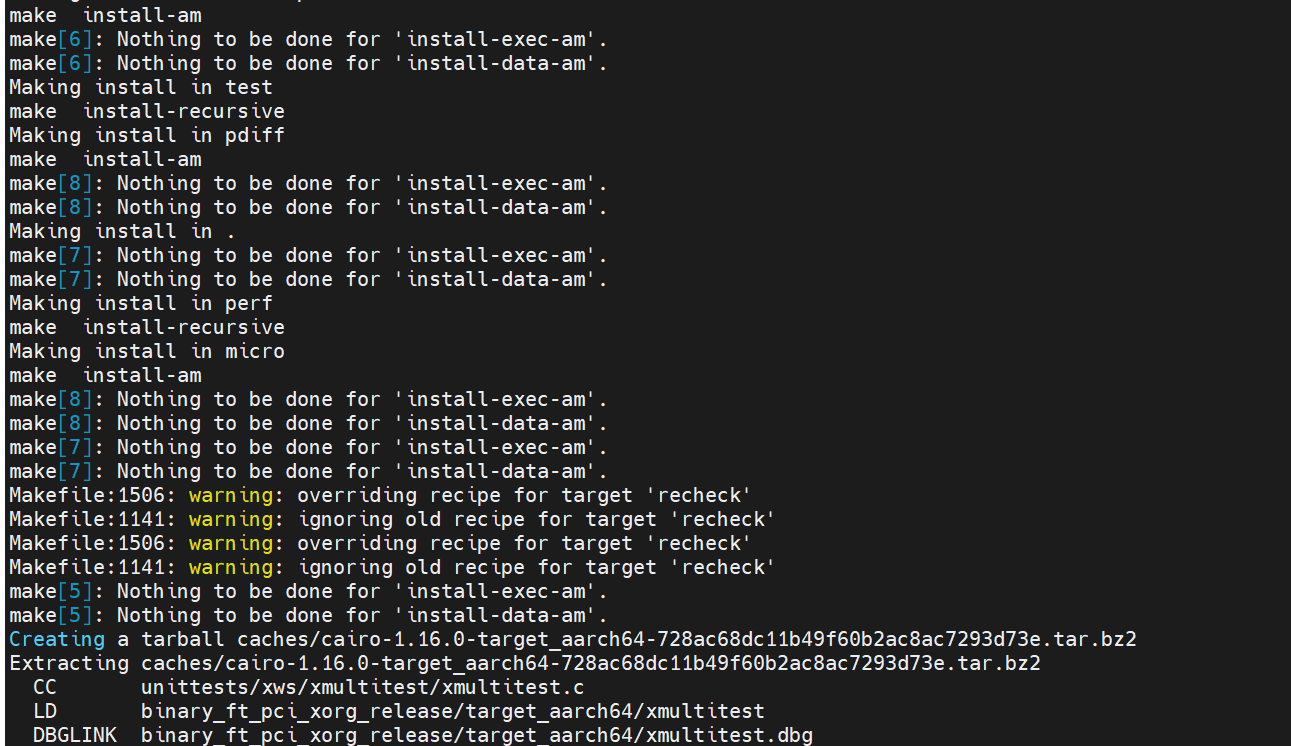 make  install-am
make[6]: Nothing to be done for 'install-exec-am'.
make[6]: Nothing to be done for 'install-data-am'.
Making install in test
make  install-recursive
Making install in pdiff
make  install-am
make[8]: Nothing to be done for 'install-exec-am'.
make[8]: Nothing to be done for 'install-data-am'.
Making install in .
make[7]: Nothing to be done for 'install-exec-am'.
make[7]: Nothing to be done for 'install-data-am'.
Making install in perf
make  install-recursive
Making install in micro
make  install-am
make[8]: Nothing to be done for 'install-exec-am'.
make[8]: Nothing to be done for 'install-data-am'.
make[7]: Nothing to be done for 'install-exec-am'.
make[7]: Nothing to be done for 'install-data-am'.
Makefile:1506: warning: overriding recipe for target 'recheck'
Makefile:1141: warning: ignoring old recipe for target 'recheck'
Makefile:1506: warning: overriding recipe for target 'recheck'
Makefile:1141: warning: ignoring old recipe for target 'recheck'
make[5]: Nothing to be done for 'install-exec-am'.
make[5]: Nothing to be done for 'install-data-am'.
Creating a tarball caches/cairo-1.16.0-target_aarch64-728ac68dc11b49f60b2ac8ac7293d73e.tar.bz2
Extracting caches/cairo-1.16.0-target_aarch64-728ac68dc11b49f60b2ac8ac7293d73e.tar.bz2
  CC       unittests/xws/xmultitest/xmultitest.c
  LD       binary_ft_pci_xorg_release/target_aarch64/xmultitest
  DBGLINK  binary_ft_pci_xorg_release/target_aarch64/xmultitest.dbg